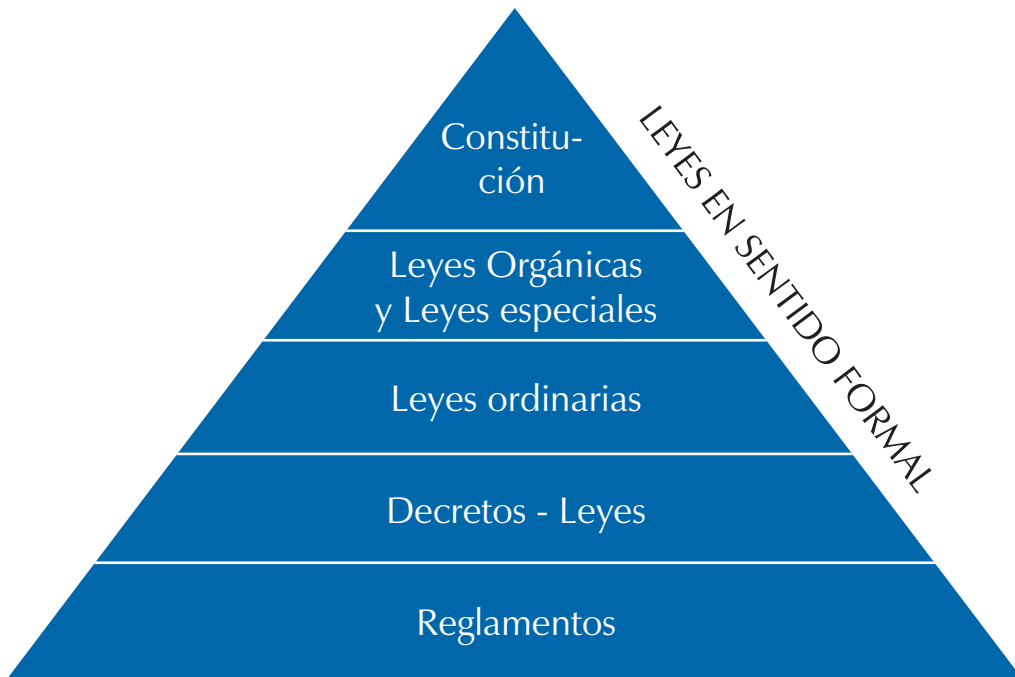 Constitu-
ción
Leyes Orgánicas
y Leyes especiales
Leyes ordinarias
Decretos - Leyes
Reglamentos
LEYES EN SENTIDO FORMAL